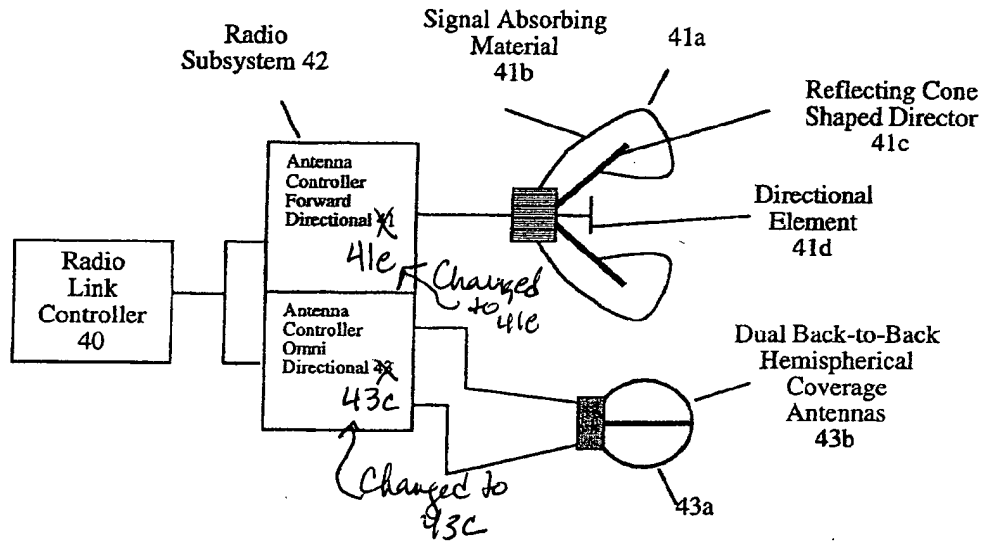 Radio
Subsystem 42
Signal Absorbing
Material
41b
41a
Reflecting Cone
Shaped Director
41c
Antenna
Controller
Forward
Directional 41
41e
Changed
to
41e
Directional
Element
41d
Radio
Link
Controller
40
Antenna
Controller
Omni
Directional 43
43c
Changed to
43c
Dual Back-to-Back
Hemispherical
Coverage
Antennas
43b
43a